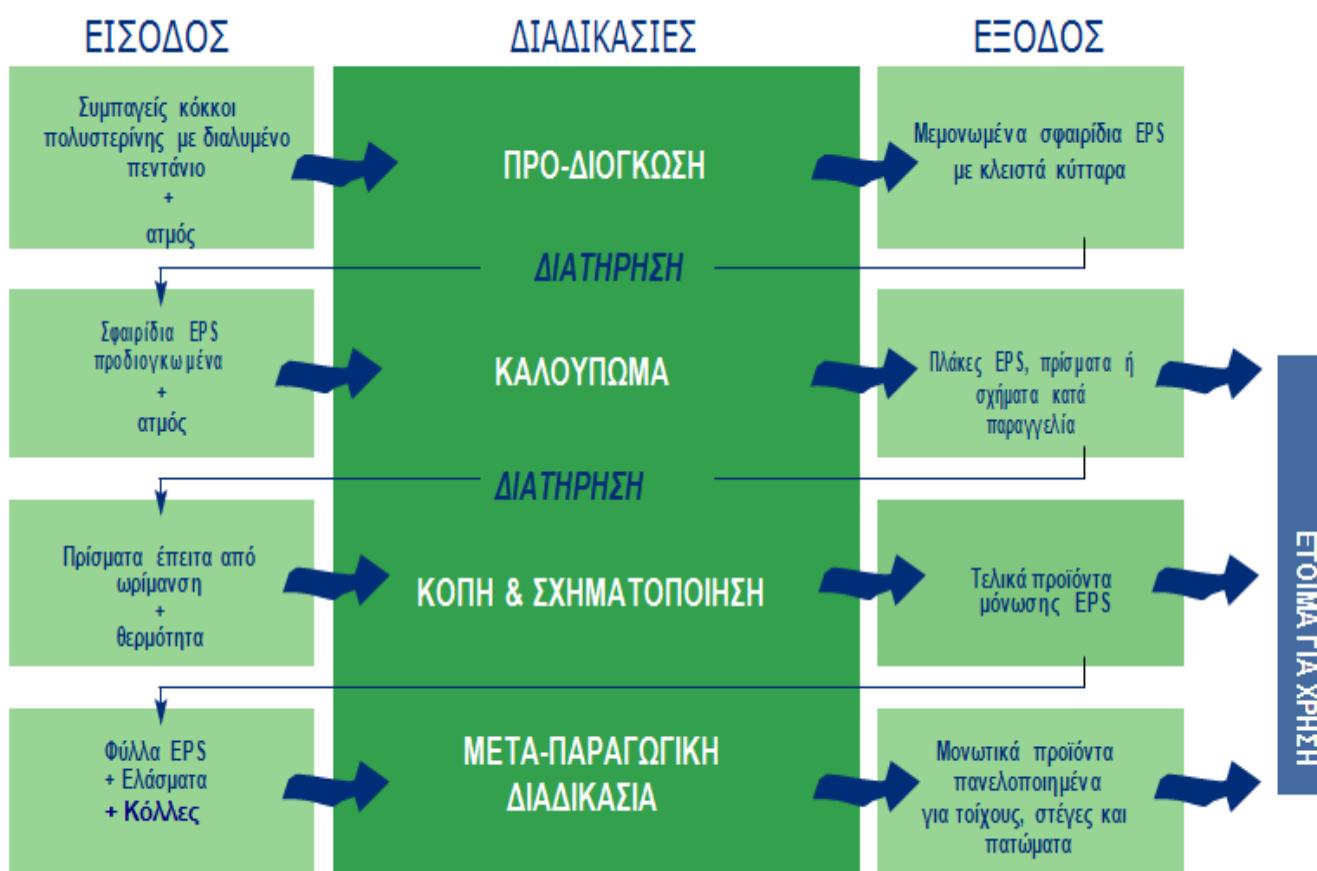 ΕΙΣΟΔΟΣ
ΔΙΑΔΙΚΑΣΙΕΣ
ΕΞΟΔΟΣ
Συμπαγείς κόκκοι
πολυστερίνης με διαλυμένο
πεντάνιο
+
ατμός
ΠΡΟ-ΔΙΟΓΚΩΣΗ
Μεμονωμένα σφαιρίδια EPS
με κλειστά κύτταρα
ΔΙΑΤΗΡΗΣΗ
Σφαιρίδια EPS
προδιογκωμένα
+
ατμός
ΚΑΛΟΥΠΩΜΑ
Πλάκες EPS, πρίσματα ή
σχήματα κατά
παραγγελία
ΔΙΑΤΗΡΗΣΗ
Πρίσματα έπειτα από
ωρίμανση
+
θερμότητα
ΚΟΠΗ & ΣΧΗΜΑΤΟΠΟΙΗΣΗ
Τελικά προϊόντα
μόνωσης EPS
Φύλλα EPS
+ Ελάσματα
+ Κόλλες
ΜΕΤΑ-ΠΑΡΑΓΩΓΙΚΗ
ΔΙΑΔΙΚΑΣΙΑ
Μονωτικά προϊόντα
πανελοποιημένα
για τοίχους, στέγες και
πατώματα
ΕΤΟΙΜΑ ΓΙΑ ΧΡΗΣΗ